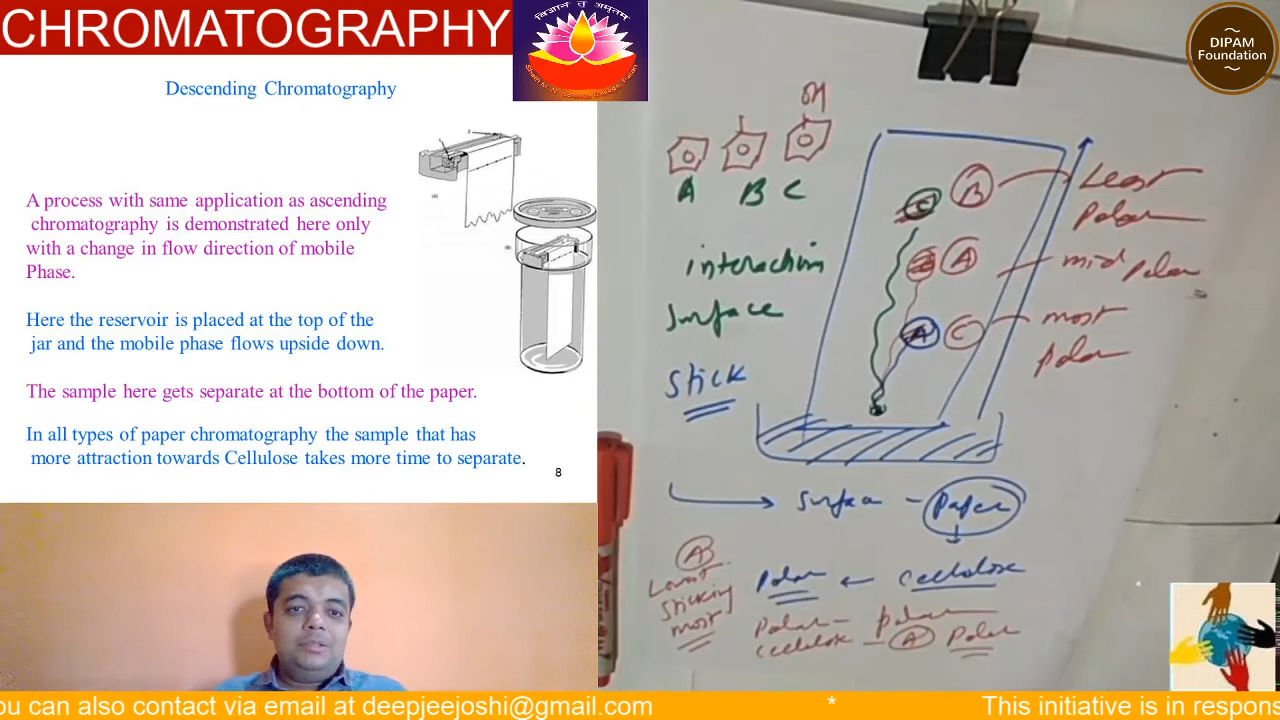 CHROMATOGRAPHY
विज्ञान तु अमृतम्
DIPAM
Foundation
Descending Chromatography
A process with same application as ascending
chromatography is demonstrated here only
with a change in flow direction of mobile
Phase.
Here the reservoir is placed at the top of the
jar and the mobile phase flows upside down.
The sample here gets separate at the bottom of the paper.
In all types of paper chromatography the sample that has
more attraction towards Cellulose takes more time to separate.
8
OH
A B C
interaction
surface
Stick
C B
Least
polar
A
mid polar
A C
most
polar
surface - Paper
Cellulose
Polar
A
Lowest
Sticking
most
Polar - polar
Cellulose - A Polar
ou can also contact via email at deepjeejoshi@gmail.com * This initiative is in respons